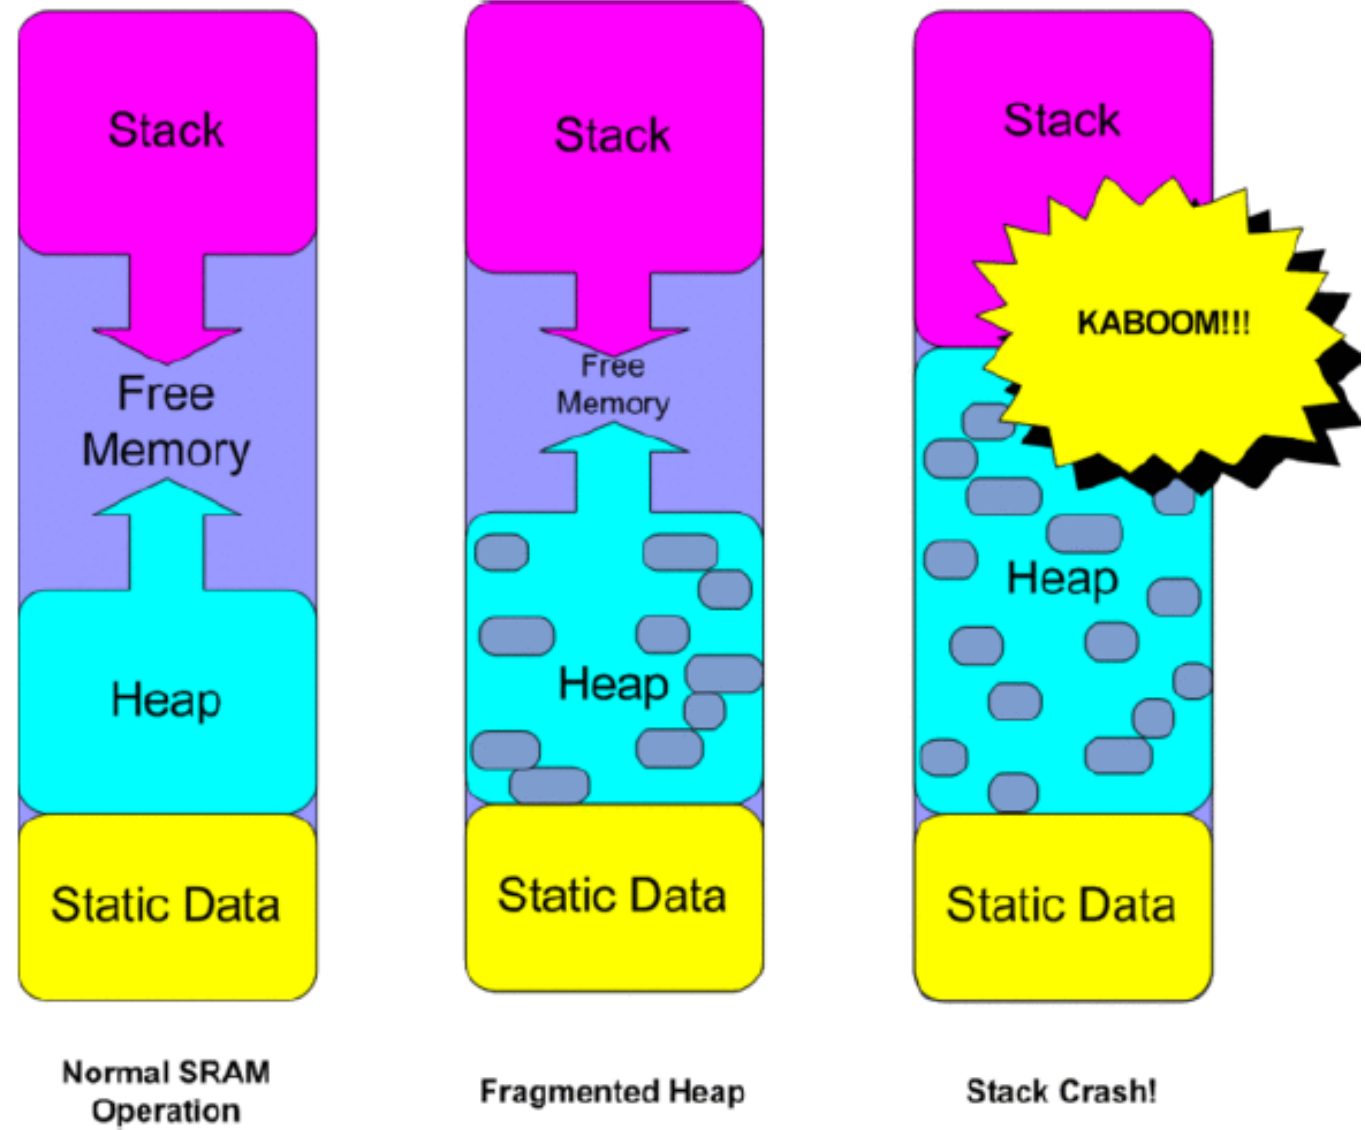 Stack
Free
Memory
Heap
Static Data
Normal SRAM
Operation
Stack
Free
Memory
Heap
Static Data
Fragmented Heap
Stack
KABOOM!!!
Heap
Static Data
Stack Crash!